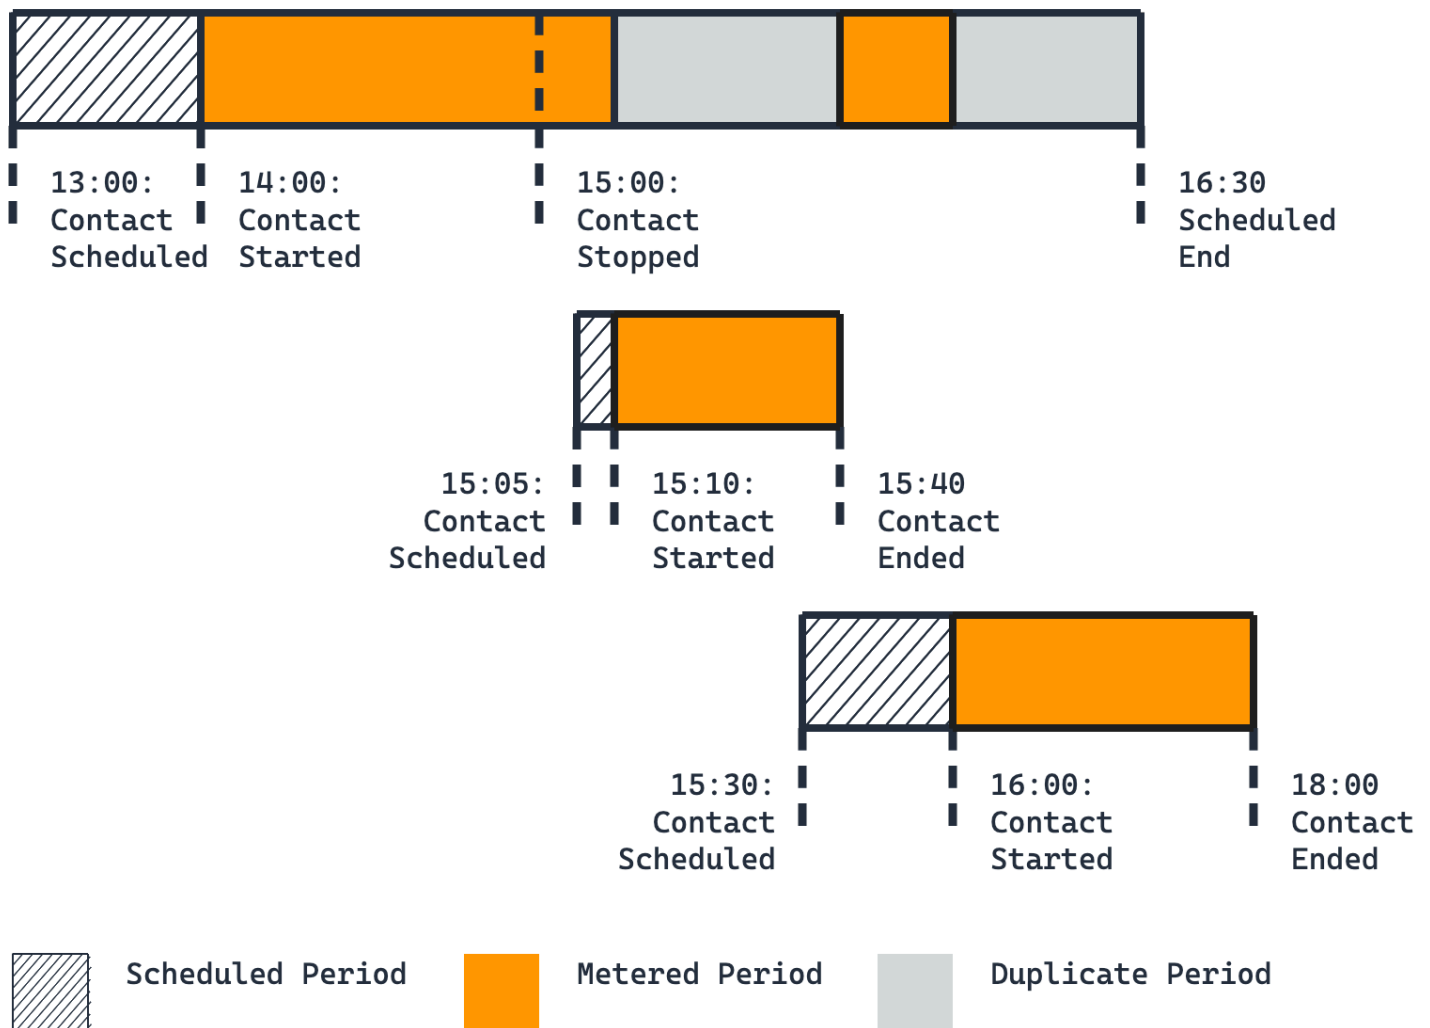 13:00:
Contact
Scheduled
14:00:
Contact
Started
15:00:
Contact
Stopped
16:30
Scheduled
End
15:05:
Contact
Scheduled
15:10:
Contact
Started
15:40
Contact
Ended
15:30:
Contact
Scheduled
16:00:
Contact
Started
18:00
Contact
Ended
Scheduled Period
Metered Period
Duplicate Period